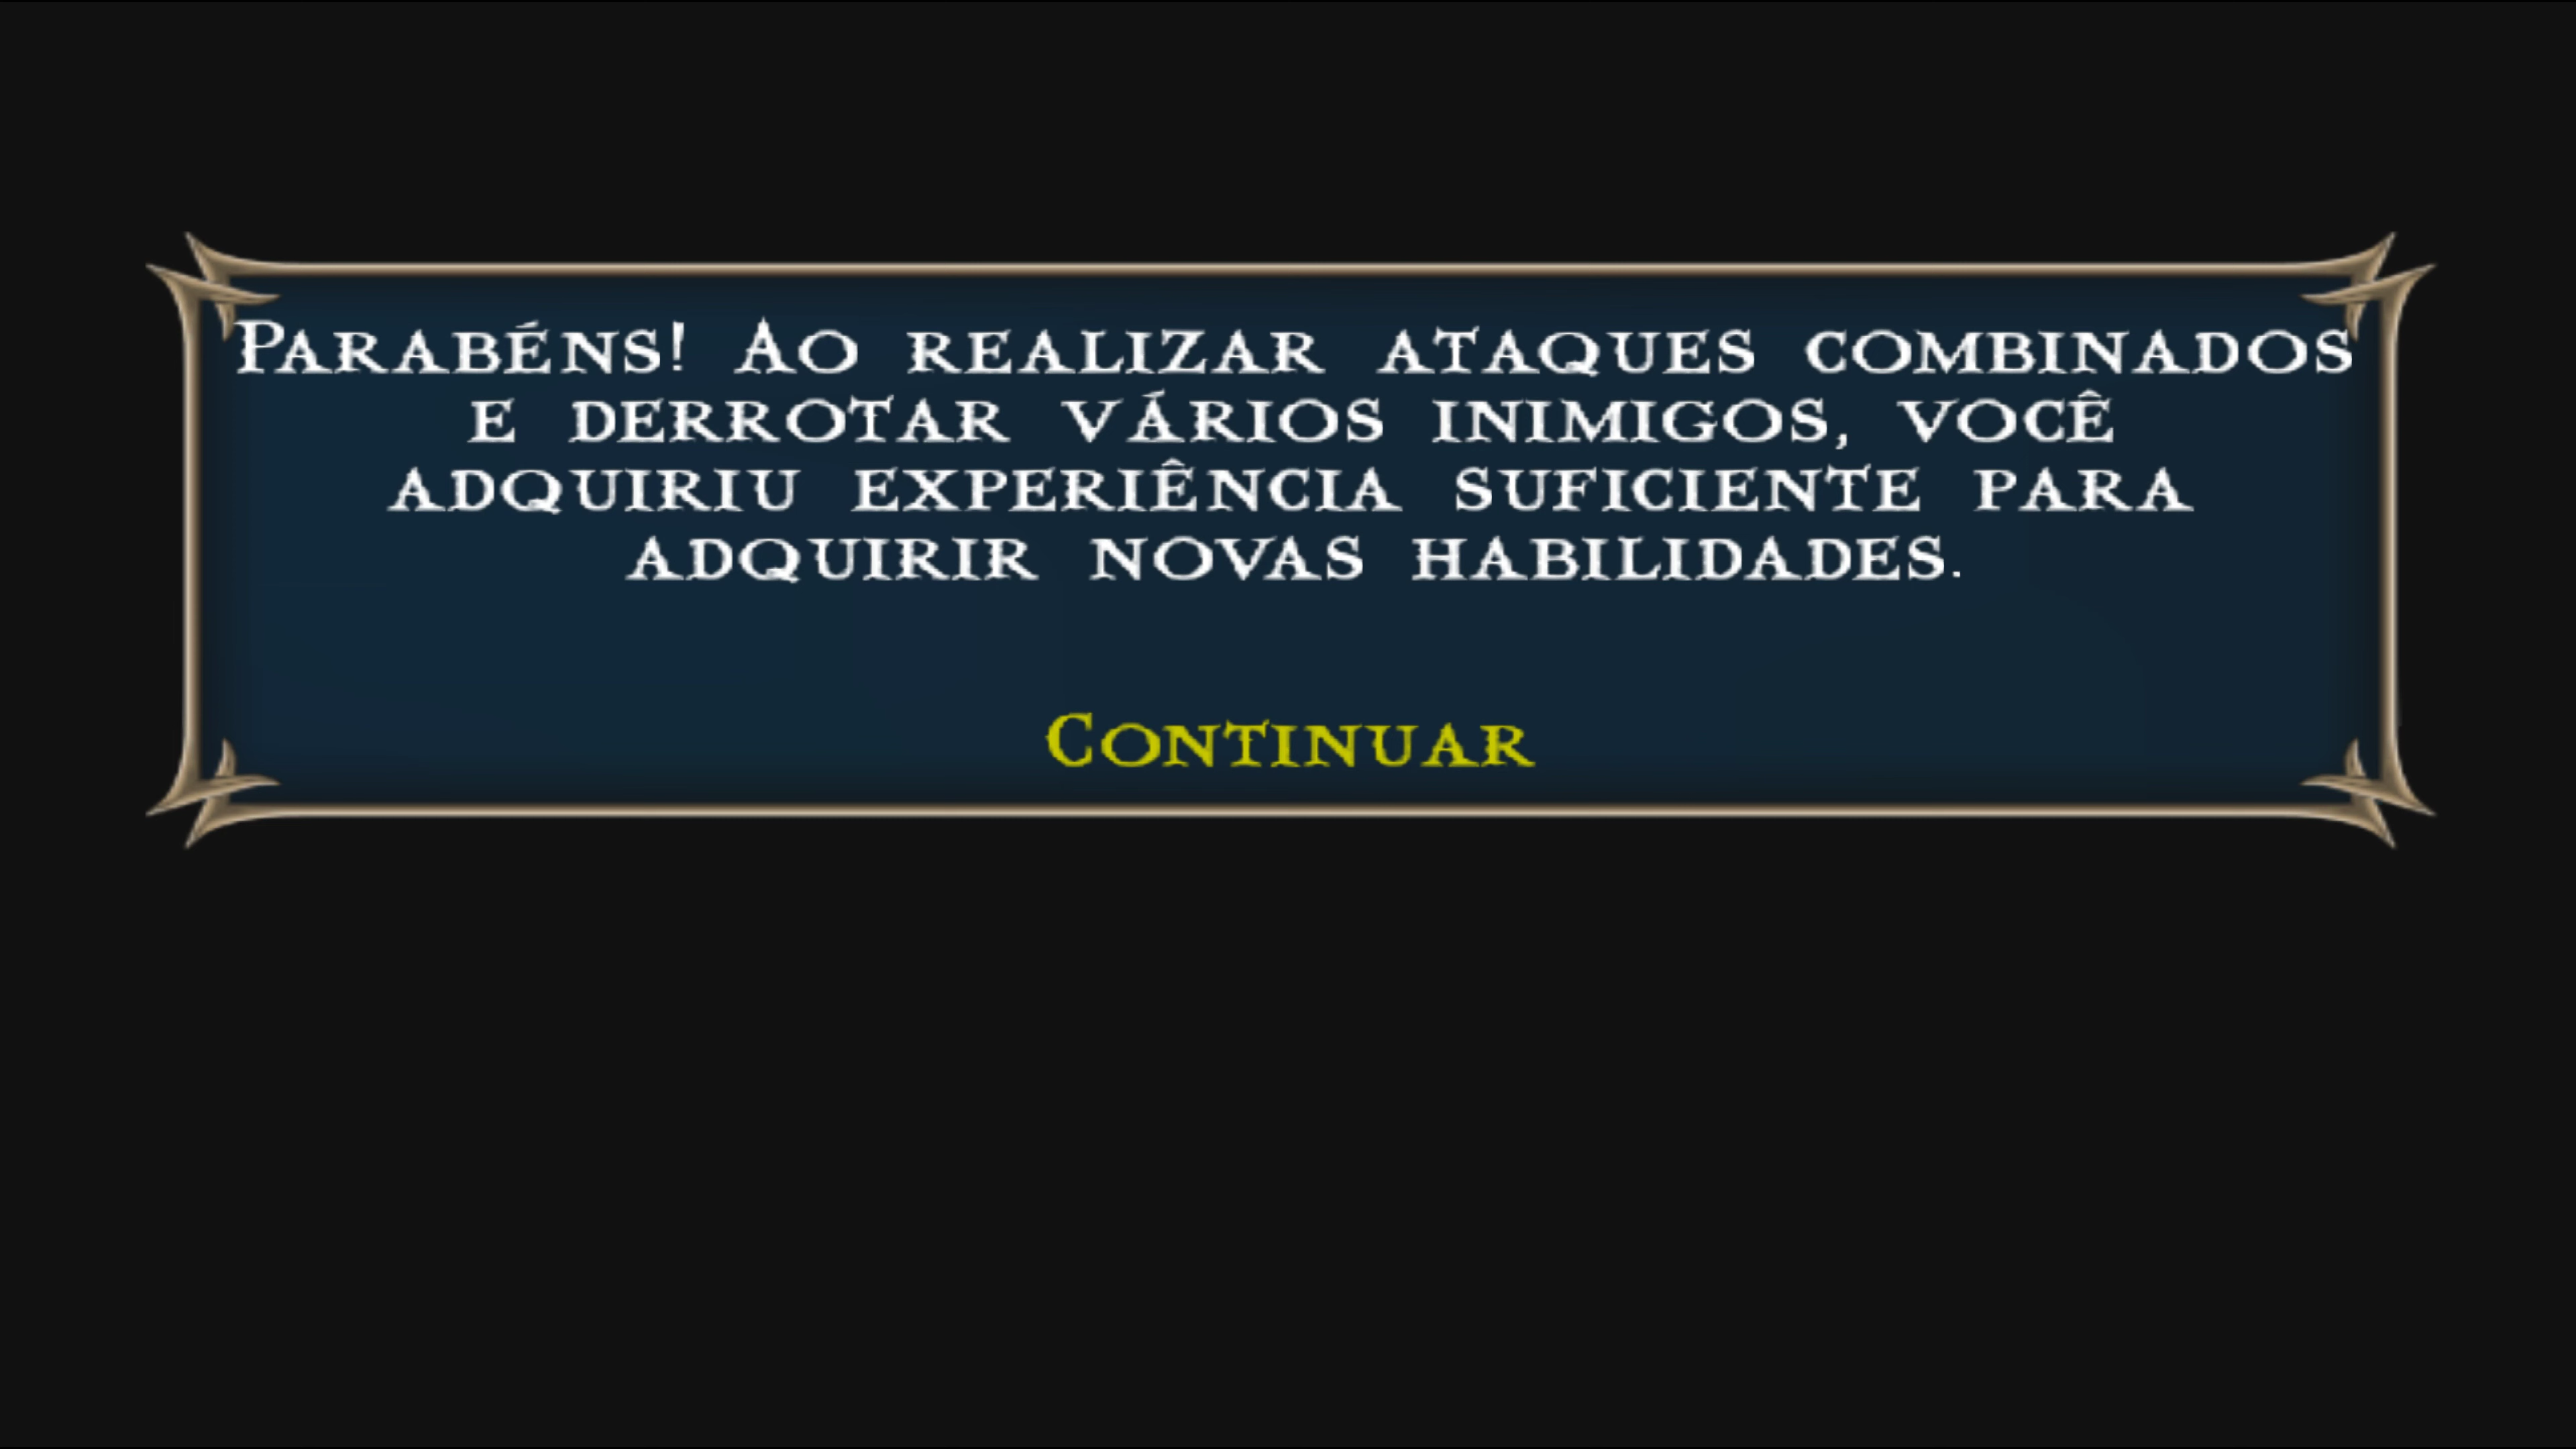 Parabéns! Ao realizar ataques combinados
e derrotar vários inimigos, você
adquiriu experiência suficiente para
adquirir novas habilidades.
Continuar